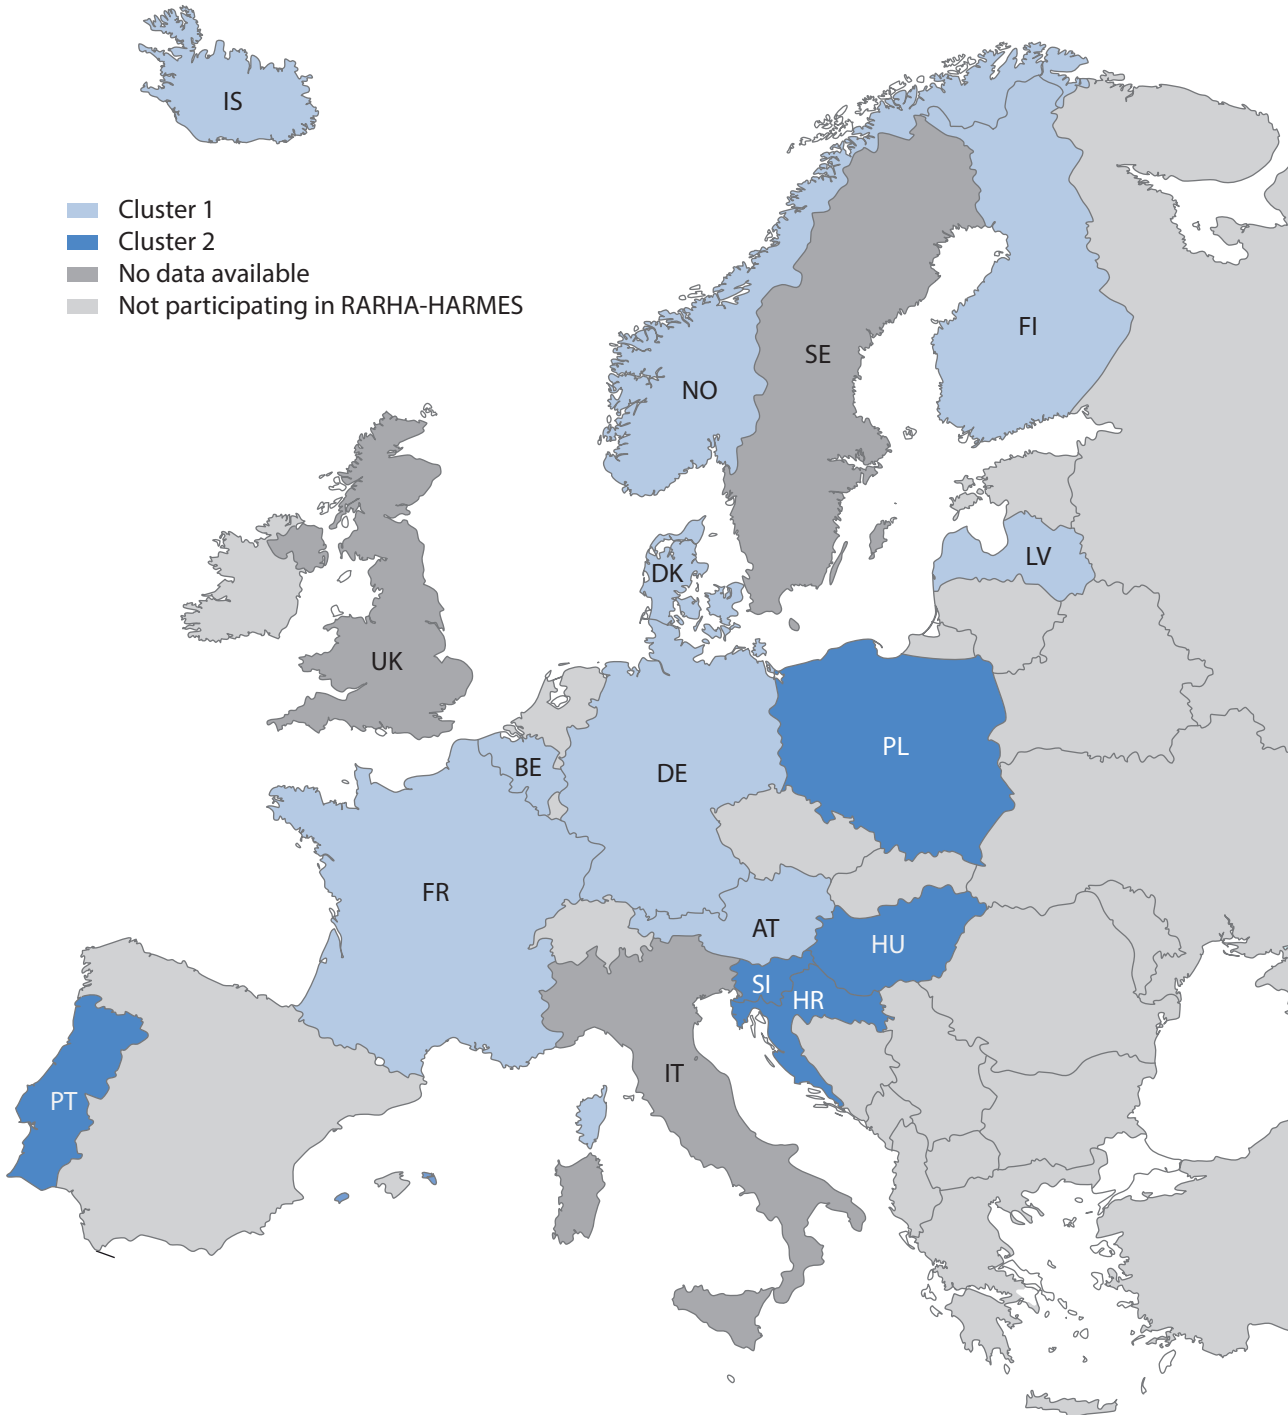 IS
Cluster 1
Cluster 2
No data available
Not participating in RARHA-HARMES
FI
SE
NO
LV
DK
UK
PL
BE
DE
FR
AT
HU
SI
HR
IT
PT